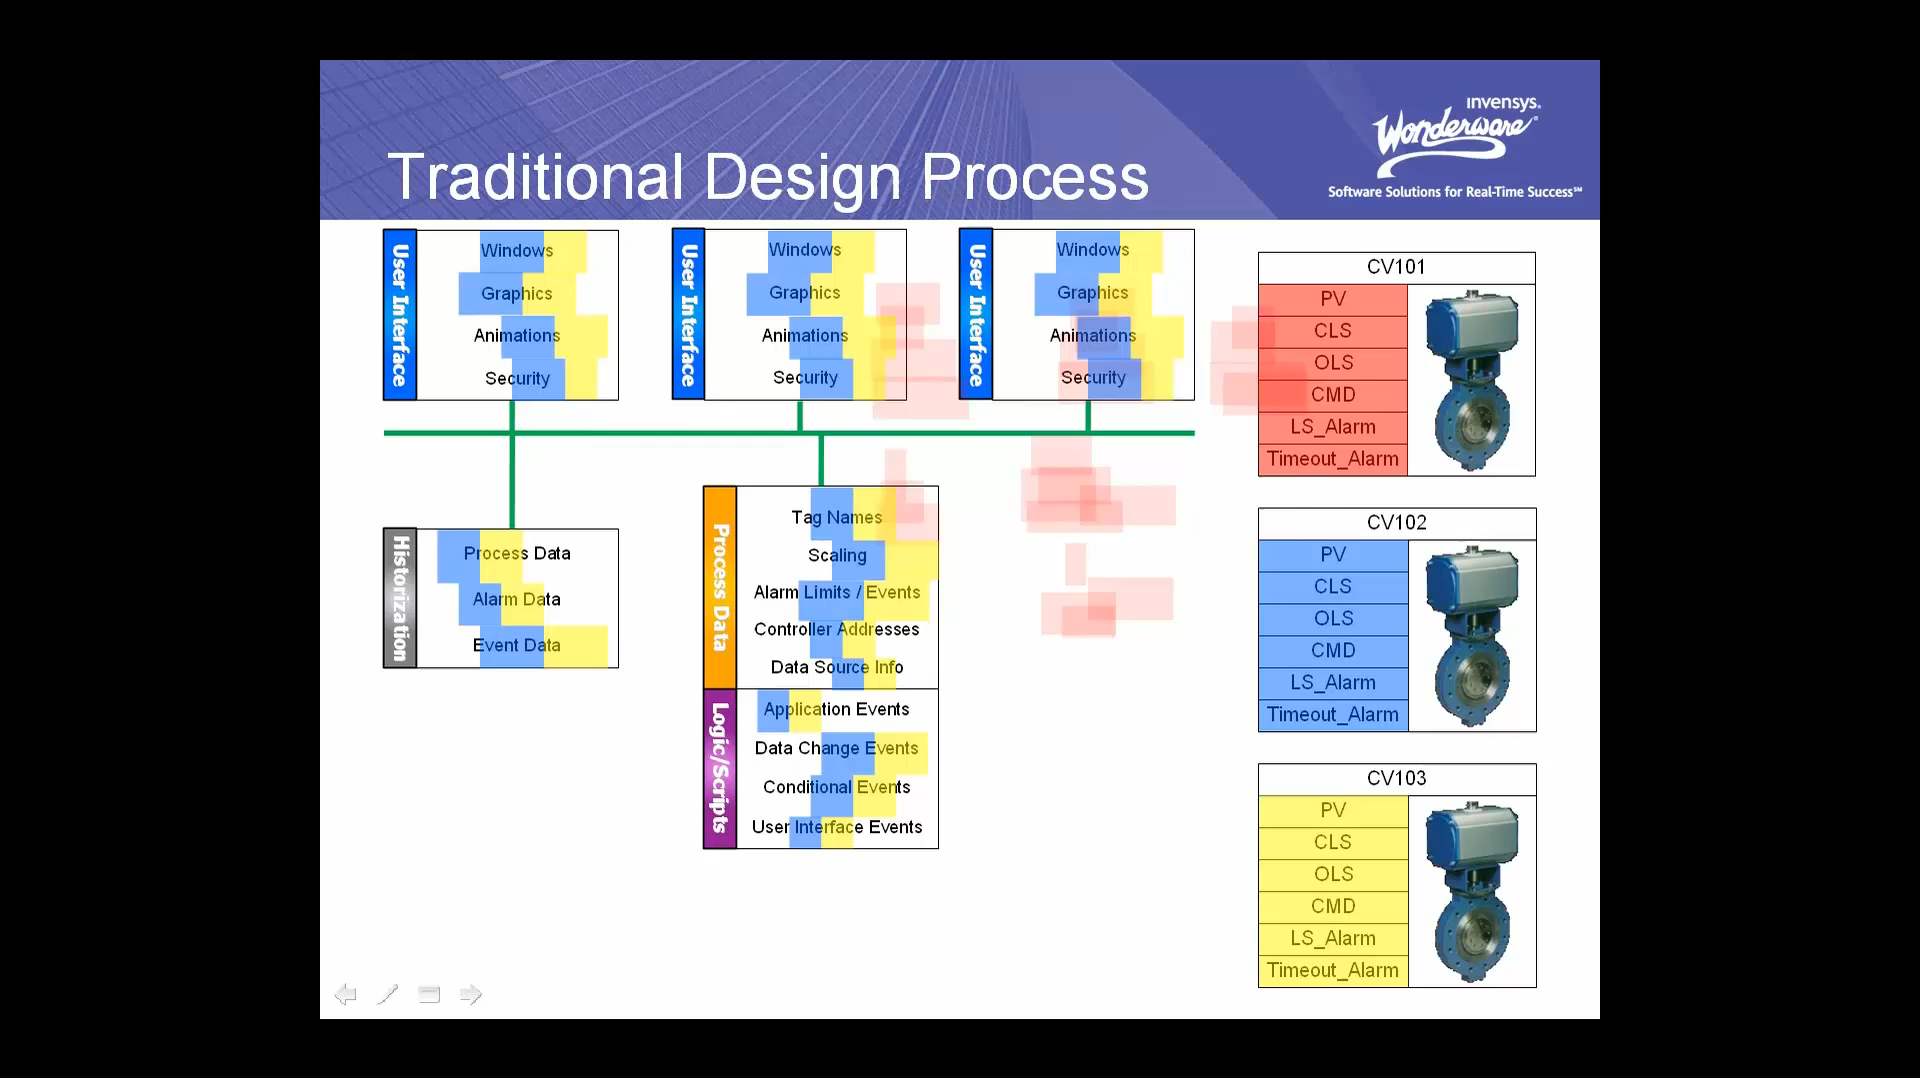 invensys.
Wonderware
Software Solutions for Real-Time Success℠
Traditional Design Process
User Interface
Windows
Graphics
Animations
Security
User Interface
Windows
Graphics
Animations
Security
User Interface
Windows
Graphics
Animations
Security
Historization
Process Data
Alarm Data
Event Data
Process Data
Tag Names
Scaling
Alarm Limits / Events
Controller Addresses
Data Source Info
Logic/Scripts
Application Events
Data Change Events
Conditional Events
User Interface Events
CV101
PV
CLS
OLS
CMD
LS_Alarm
Timeout_Alarm
CV102
PV
CLS
OLS
CMD
LS_Alarm
Timeout_Alarm
CV103
PV
CLS
OLS
CMD
LS_Alarm
Timeout_Alarm